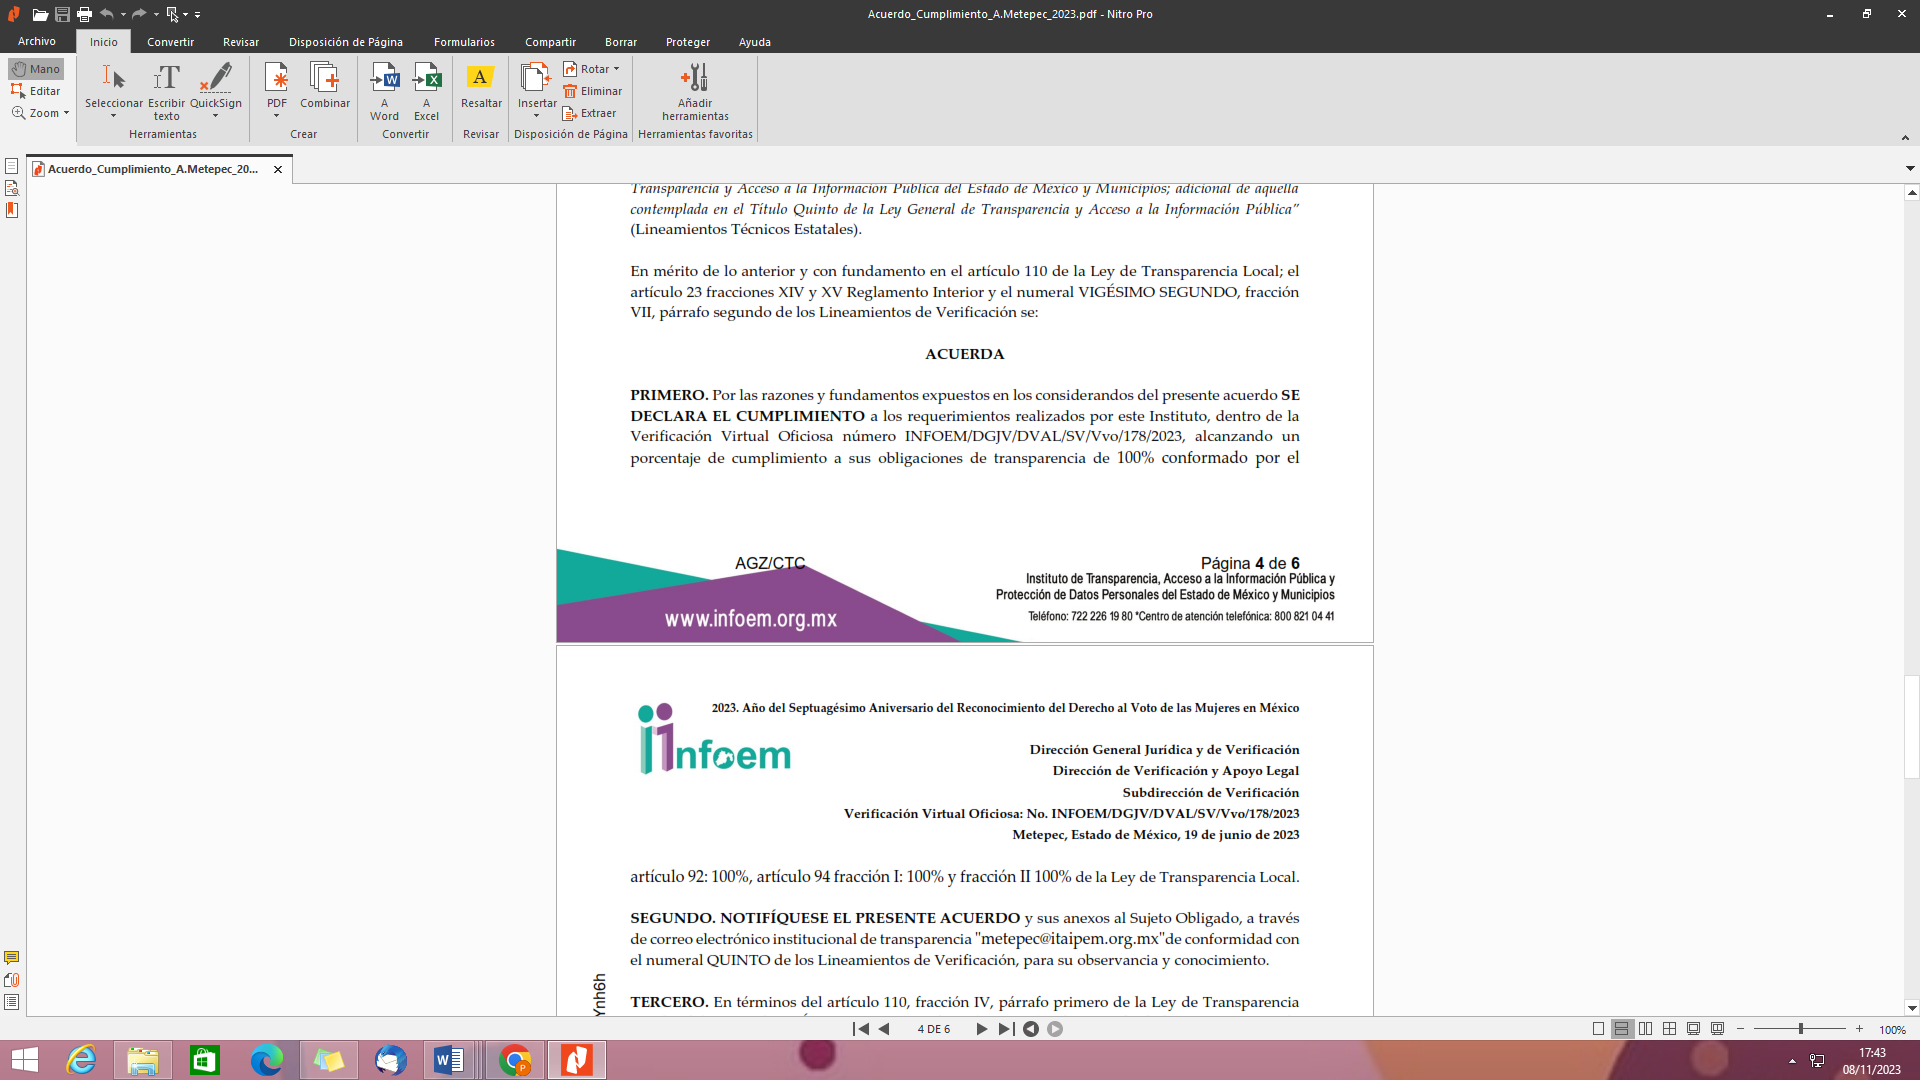 Acuerdo_Cumplimiento_A.Metepec_2023.pdf - Nitro Pro
Archivo Inicio Convertir Revisar Disposición de Página Formularios Compartir Borrar Proteger Ayuda
Mano
Editar
Zoom
Seleccionar
Escribir texto
QuickSign
Herramientas
PDF
Combinar
Crear
A Word
A Excel
Convertir
Resaltar
Revisar
Insertar
Rotar
Eliminar
Extraer
Disposición de Página
Añadir herramientas
Herramientas favoritas
Acuerdo_Cumplimiento_A.Metepec_20...
Transparencia y Acceso a la Información Pública del Estado de México y Municipios; adicional de aquella
contemplada en el Título Quinto de la Ley General de Transparencia y Acceso a la Información Pública”
(Lineamientos Técnicos Estatales).
En mérito de lo anterior y con fundamento en el artículo 110 de la Ley de Transparencia Local; el
artículo 23 fracciones XIV y XV Reglamento Interior y el numeral VIGÉSIMO SEGUNDO, fracción
VII, párrafo segundo de los Lineamientos de Verificación se:
ACUERDA
PRIMERO. Por las razones y fundamentos expuestos en los considerandos del presente acuerdo SE
DECLARA EL CUMPLIMIENTO a los requerimientos realizados por este Instituto, dentro de la
Verificación Virtual Oficiosa número INFOEM/DGJV/DVAL/SV/Vvo/178/2023, alcanzando un
porcentaje de cumplimiento a sus obligaciones de transparencia de 100% conformado por el
AGZ/CTC
Página 4 de 6
Instituto de Transparencia, Acceso a la Información Pública y
Protección de Datos Personales del Estado de México y Municipios
Teléfono: 722 226 19 80 *Centro de atención telefónica: 800 821 04 41
www.infoem.org.mx
2023. Año del Septuagésimo Aniversario del Reconocimiento del Derecho al Voto de las Mujeres en México
infoem
Dirección General Jurídica y de Verificación
Dirección de Verificación y Apoyo Legal
Subdirección de Verificación
Verificación Virtual Oficiosa: No. INFOEM/DGJV/DVAL/SV/Vvo/178/2023
Metepec, Estado de México, 19 de junio de 2023
artículo 92: 100%, artículo 94 fracción I: 100% y fracción II 100% de la Ley de Transparencia Local.
SEGUNDO. NOTIFÍQUESE EL PRESENTE ACUERDO y sus anexos al Sujeto Obligado, a través
de correo electrónico institucional de transparencia "metepec@itaipem.org.mx"de conformidad con
el numeral QUINTO de los Lineamientos de Verificación, para su observancia y conocimiento.
Ynh6h
TERCERO. En términos del artículo 110, fracción IV, párrafo primero de la Ley de Transparencia
4 DE 6
100%
17:43
08/11/2023